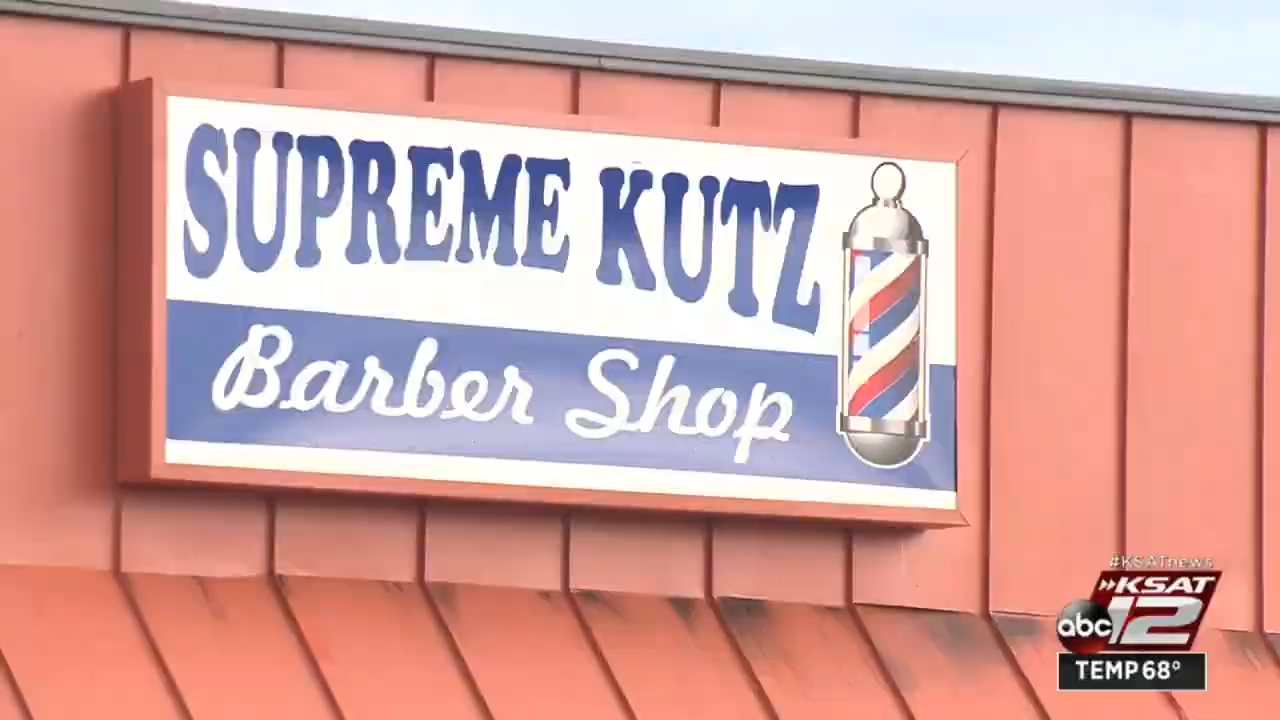 SUPREME KUTZ
Barber Shop
#KSATnews
KSAT
abc 12
TEMP 68°